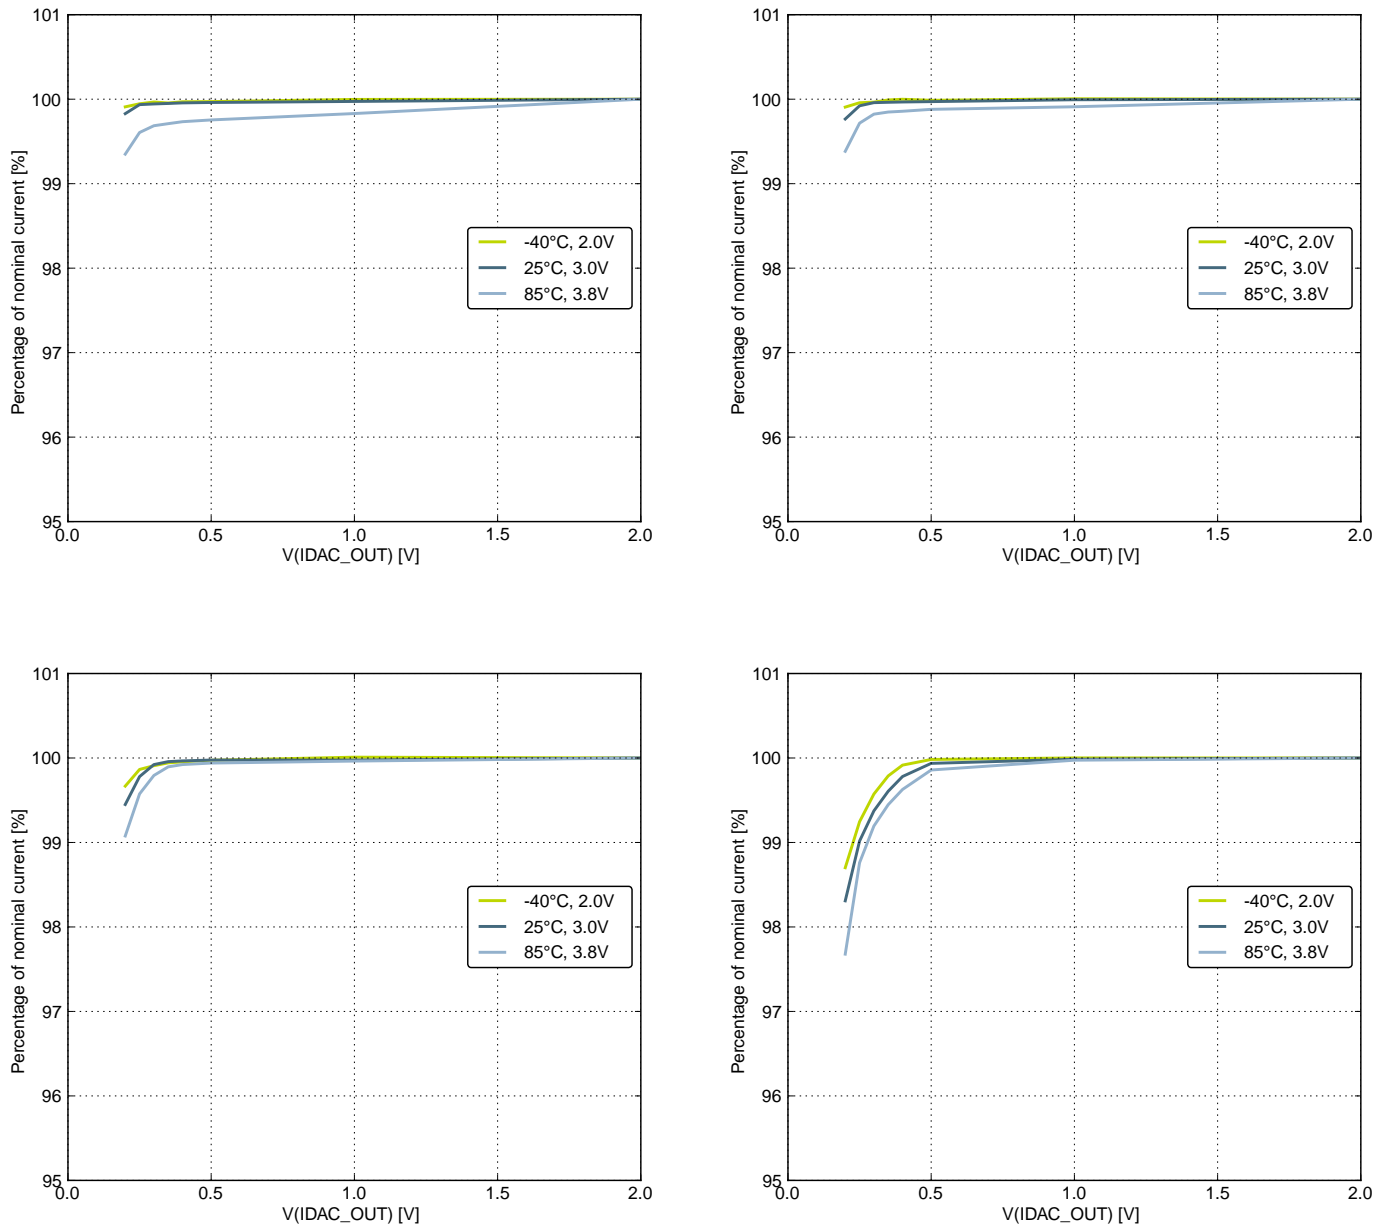 101
100
99
98
97
96
95
Percentage of nominal current [%]
-40°C, 2.0V
25°C, 3.0V
85°C, 3.8V
0.0 0.5 1.0 1.5 2.0
V(IDAC_OUT) [V]
101
100
99
98
97
96
95
Percentage of nominal current [%]
-40°C, 2.0V
25°C, 3.0V
85°C, 3.8V
0.0 0.5 1.0 1.5 2.0
V(IDAC_OUT) [V]
101
100
99
98
97
96
95
Percentage of nominal current [%]
-40°C, 2.0V
25°C, 3.0V
85°C, 3.8V
0.0 0.5 1.0 1.5 2.0
V(IDAC_OUT) [V]
101
100
99
98
97
96
95
Percentage of nominal current [%]
-40°C, 2.0V
25°C, 3.0V
85°C, 3.8V
0.0 0.5 1.0 1.5 2.0
V(IDAC_OUT) [V]